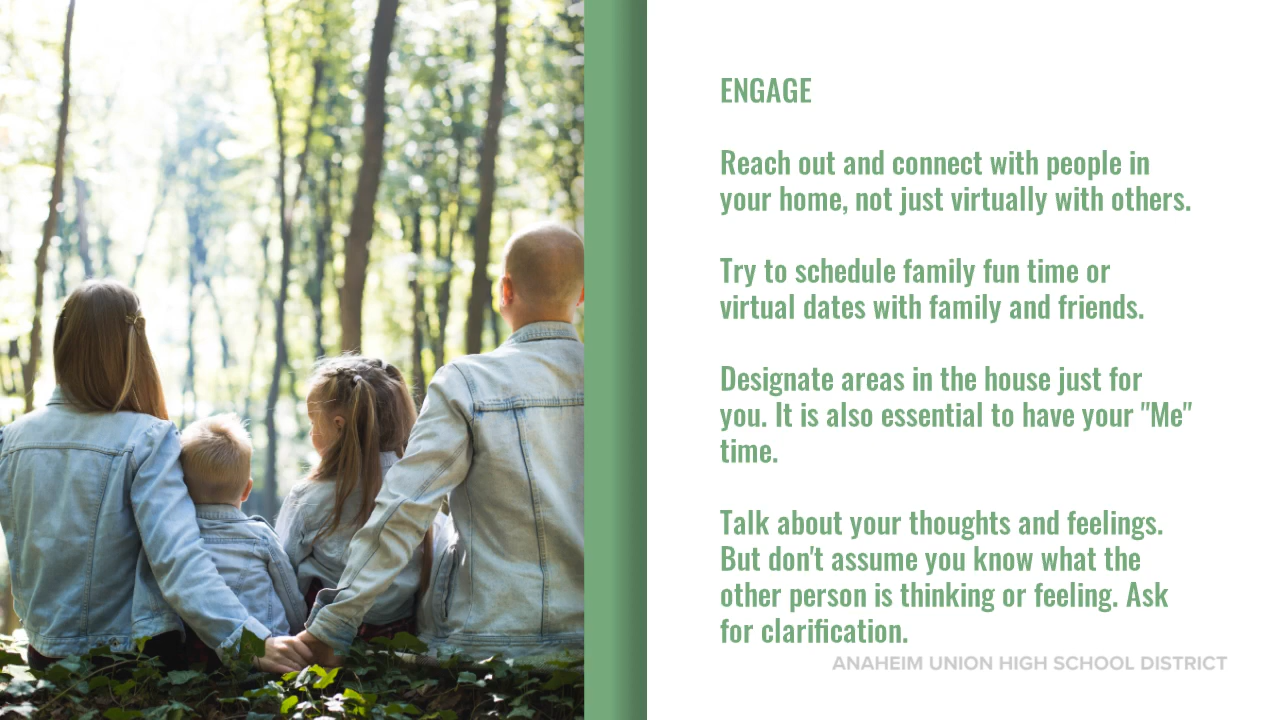 ENGAGE
Reach out and connect with people in
your home, not just virtually with others.
Try to schedule family fun time or
virtual dates with family and friends.
Designate areas in the house just for
you. It is also essential to have your "Me"
time.
Talk about your thoughts and feelings.
But don't assume you know what the
other person is thinking or feeling. Ask
for clarification.
ANAHEIM UNION HIGH SCHOOL DISTRICT